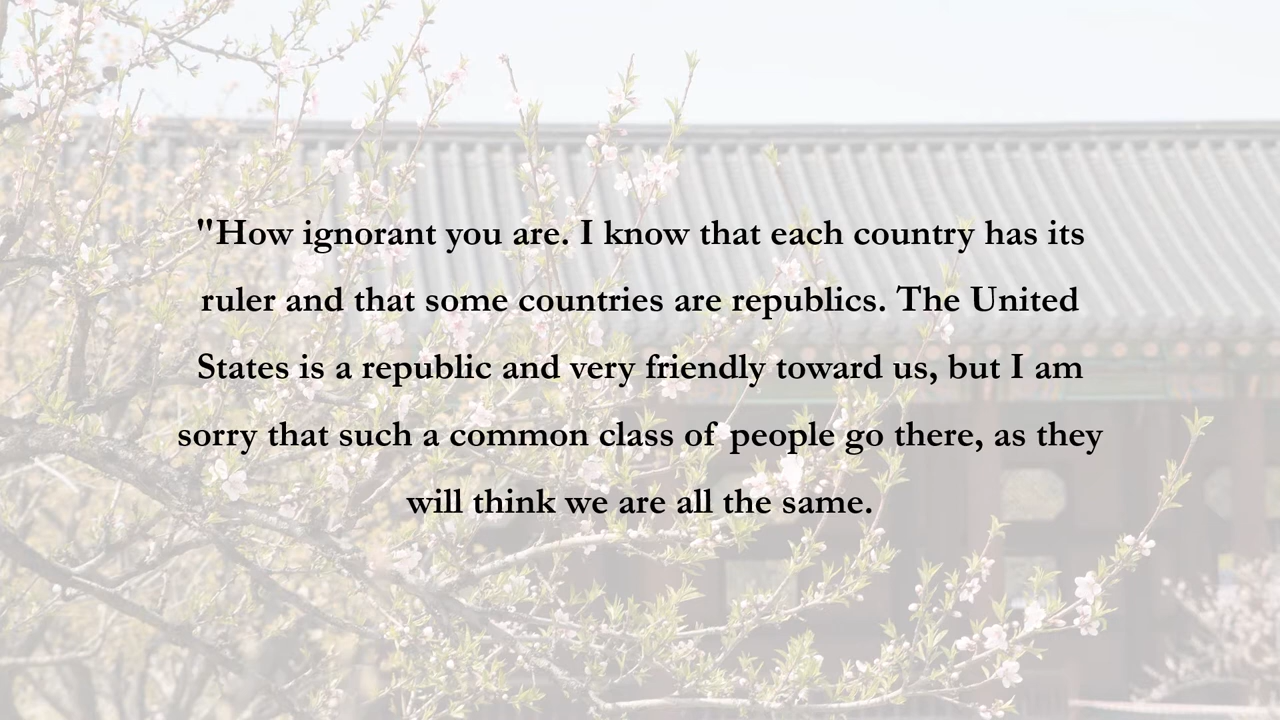 "How ignorant you are. I know that each country has its
ruler and that some countries are republics. The United
States is a republic and very friendly toward us, but I am
sorry that such a common class of people go there, as they
will think we are all the same.